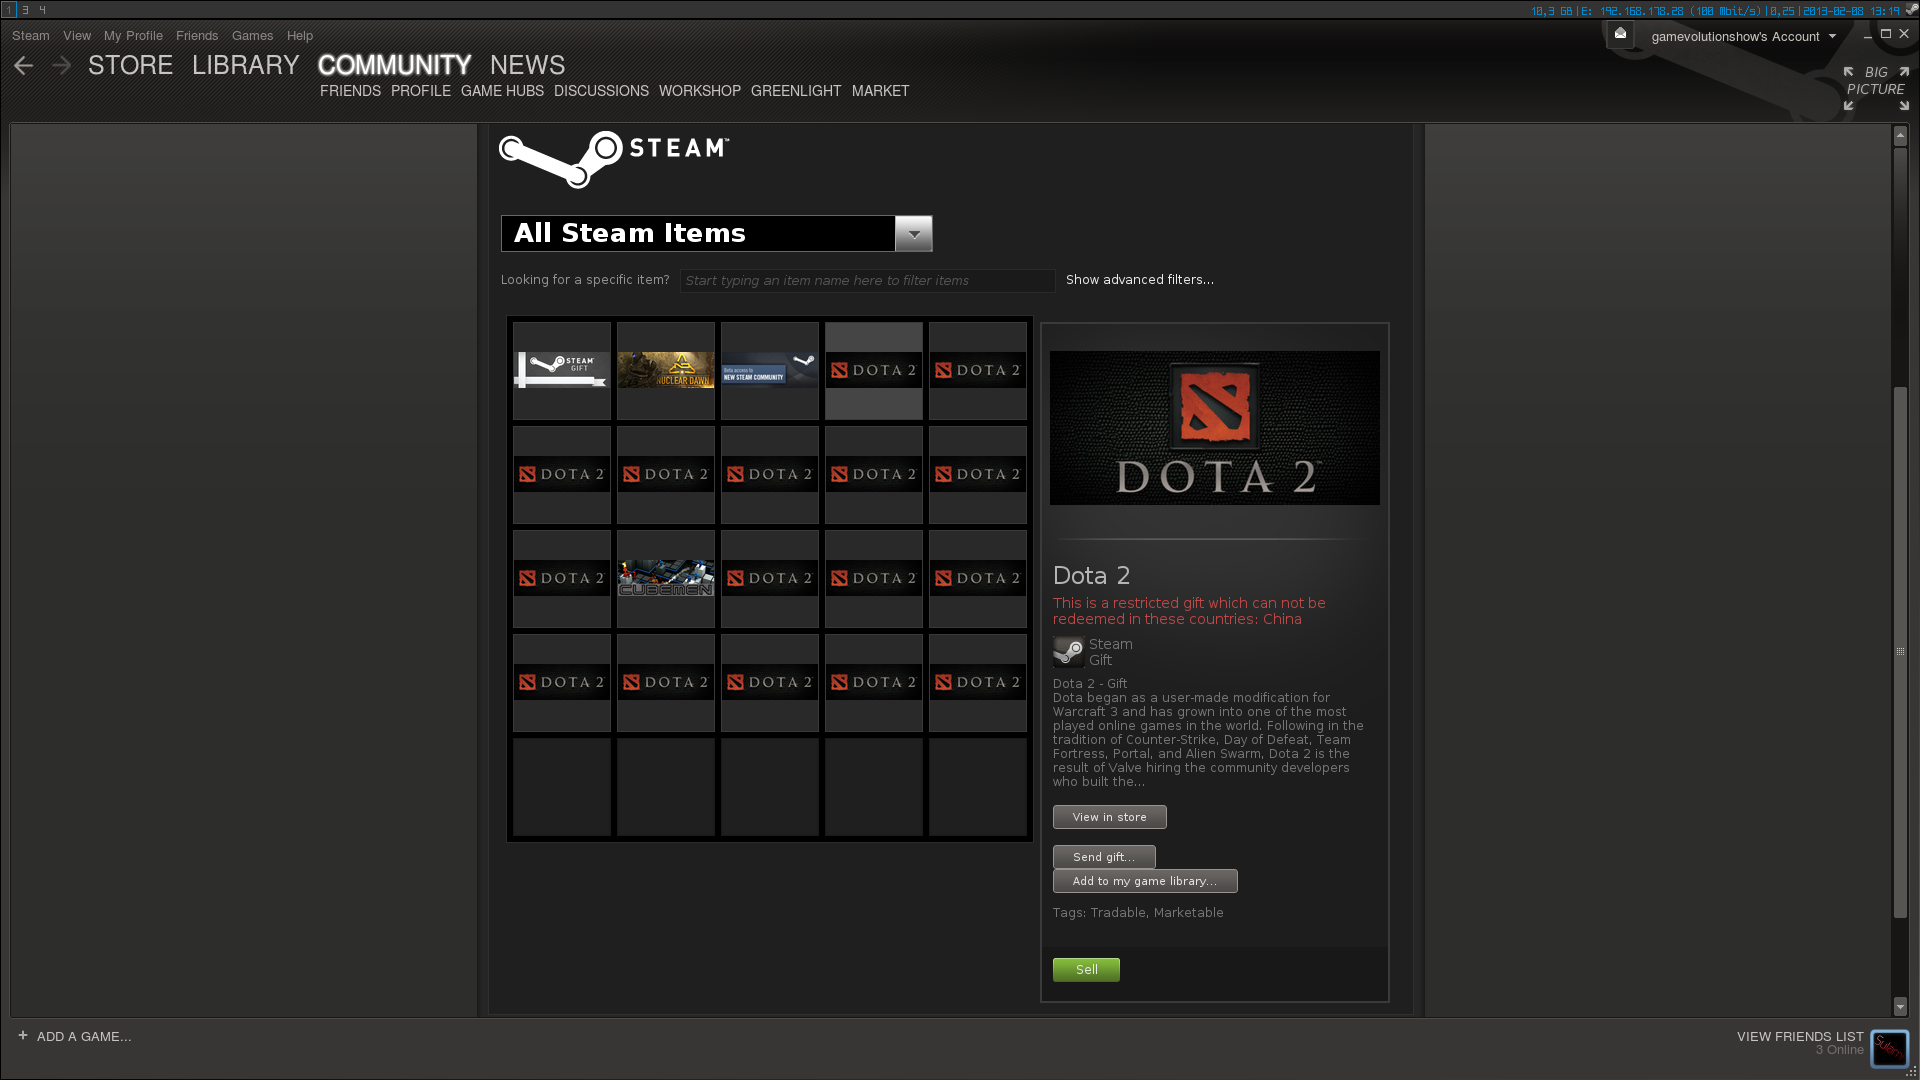 1 3 4
10,3 GB|E: 192.168.178.28 (100 Mbit/s)|0,25|2013-02-08 13:19
Steam View My Profile Friends Games Help
gamevolutionshow's Account
STORE LIBRARY COMMUNITY NEWS
BIG PICTURE
FRIENDS PROFILE GAME HUBS DISCUSSIONS WORKSHOP GREENLIGHT MARKET
STEAM™
All Steam Items
Looking for a specific item? Start typing an item name here to filter items Show advanced filters...
STEAM GIFT
NUCLEAR DAWN
Beta access to
NEW STEAM COMMUNITY
DOTA 2 DOTA 2
DOTA 2 DOTA 2 DOTA 2 DOTA 2 DOTA 2
DOTA 2 CUBEMEN DOTA 2 DOTA 2 DOTA 2
DOTA 2 DOTA 2 DOTA 2 DOTA 2 DOTA 2
DOTA 2™
Dota 2
This is a restricted gift which can not be
redeemed in these countries: China
Steam
Gift
Dota 2 - Gift
Dota began as a user-made modification for
Warcraft 3 and has grown into one of the most
played online games in the world. Following in the
tradition of Counter-Strike, Day of Defeat, Team
Fortress, Portal, and Alien Swarm, Dota 2 is the
result of Valve hiring the community developers
who built the...
View in store
Send gift...
Add to my game library...
Tags: Tradable, Marketable
Sell
+ ADD A GAME...
VIEW FRIENDS LIST
3 Online